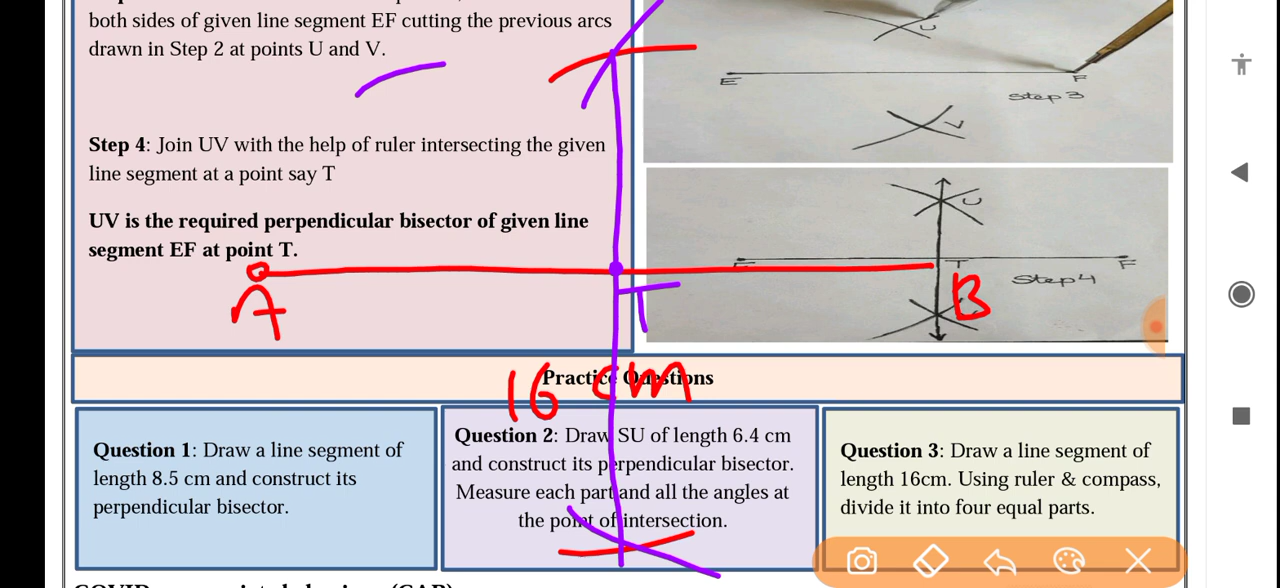 both sides of given line segment EF cutting the previous arcs
drawn in Step 2 at points U and V.
Step 4: Join UV with the help of ruler intersecting the given
line segment at a point say T
UV is the required perpendicular bisector of given line
segment EF at point T.
U
E
F
Step 3
V
U
T
F
Step 4
A
B
T
16 cm
Practice Questions
Question 1: Draw a line segment of
length 8.5 cm and construct its
perpendicular bisector.
Question 2: Draw SU of length 6.4 cm
and construct its perpendicular bisector.
Measure each part and all the angles at
the point of intersection.
Question 3: Draw a line segment of
length 16cm. Using ruler & compass,
divide it into four equal parts.